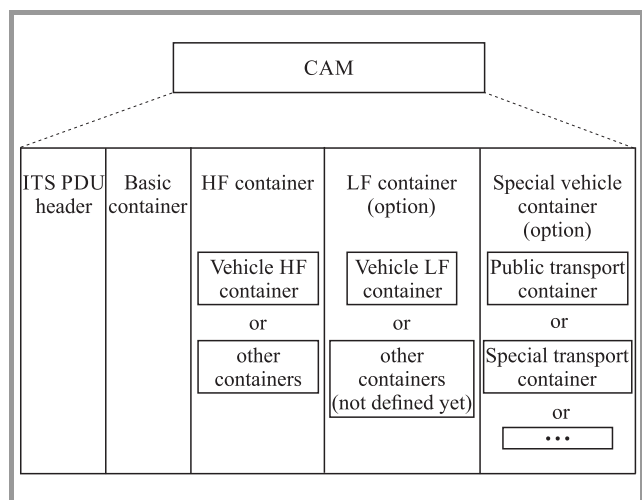 CAM
ITS PDU
header
Basic
container
HF container
Vehicle HF
container
or
other
containers
LF container
(option)
Vehicle LF
container
or
other
containers
(not defined yet)
Special vehicle
container
(option)
Public transport
container
or
Special transport
container
or
•••